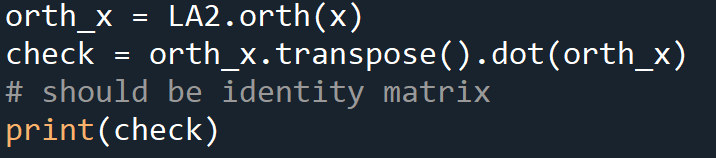 orth_x = LA2.orth(x)
check = orth_x.transpose().dot(orth_x)
# should be identity matrix
print(check)